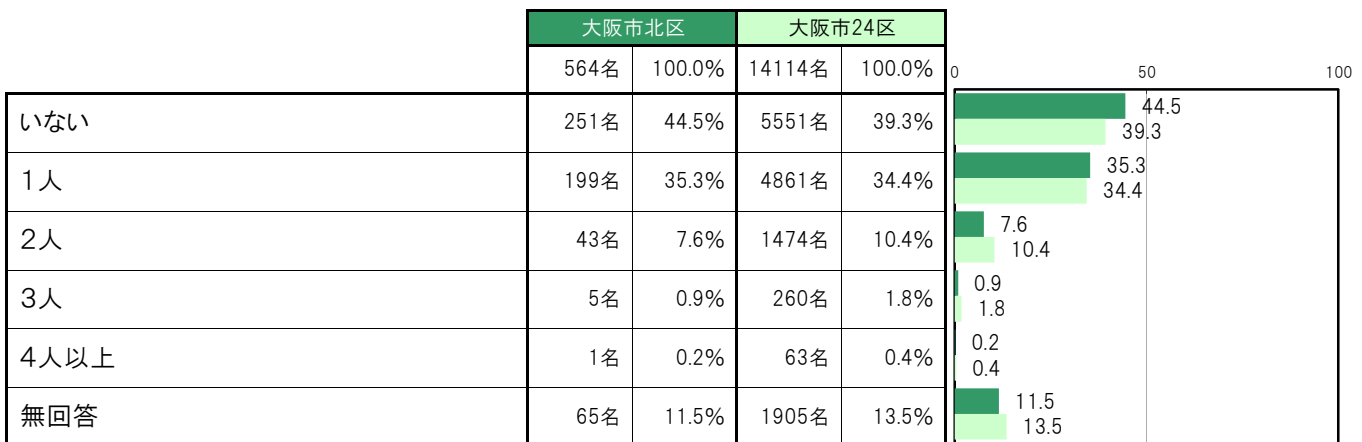 大阪市北区 大阪市24区
564名 100.0% 14114名 100.0%
0 50 100
いない 251名 44.5% 5551名 39.3%
44.5
39.3
1人 199名 35.3% 4861名 34.4%
35.3
34.4
2人 43名 7.6% 1474名 10.4%
7.6
10.4
3人 5名 0.9% 260名 1.8%
0.9
1.8
4人以上 1名 0.2% 63名 0.4%
0.2
0.4
無回答 65名 11.5% 1905名 13.5%
11.5
13.5